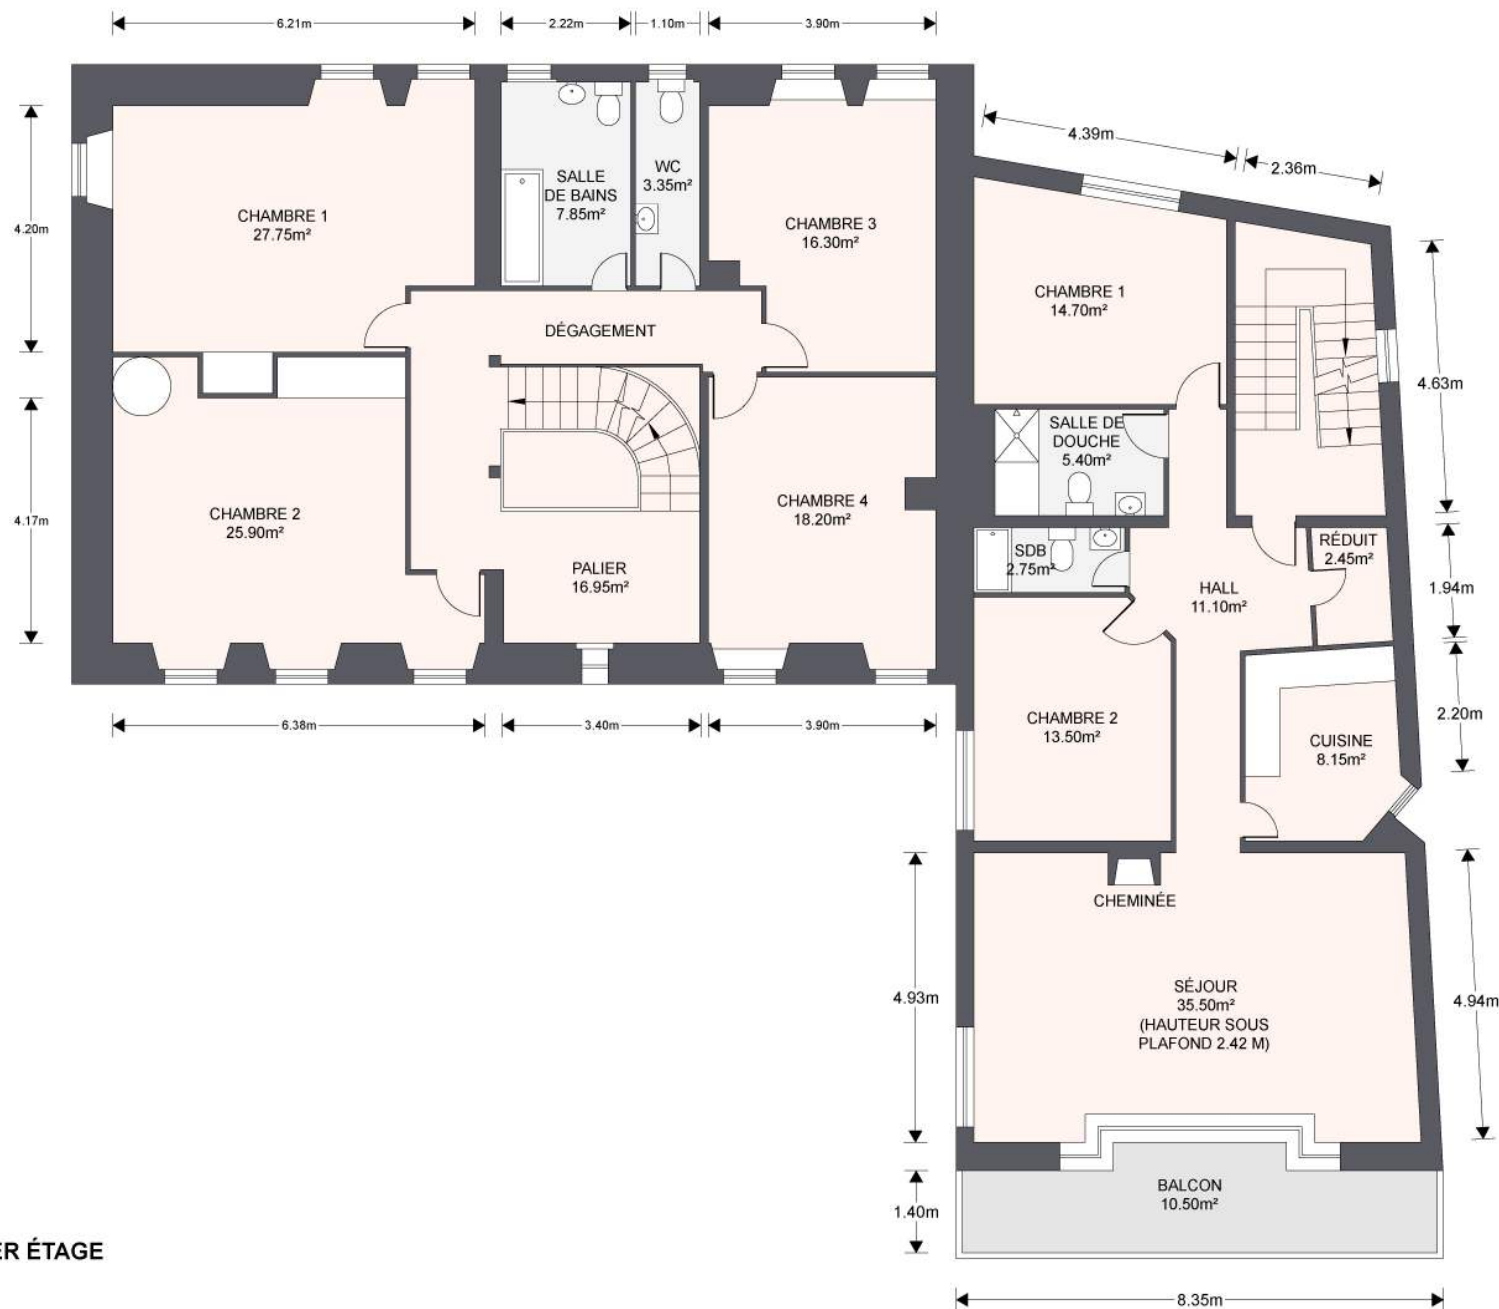 6.21m
2.22m
1.10m
3.90m
4.39m
2.36m
4.20m
CHAMBRE 1
27.75m²
SALLE
DE BAINS
7.85m²
WC
3.35m²
CHAMBRE 3
16.30m²
CHAMBRE 1
14.70m²
DÉGAGEMENT
4.63m
SALLE DE
DOUCHE
5.40m²
4.17m
CHAMBRE 2
25.90m²
CHAMBRE 4
18.20m²
PALIER
16.95m²
SDB
2.75m²
RÉDUIT
2.45m²
HALL
11.10m²
1.94m
6.38m
3.40m
3.90m
CHAMBRE 2
13.50m²
CUISINE
8.15m²
2.20m
CHEMINÉE
4.93m
SÉJOUR
35.50m²
(HAUTEUR SOUS
PLAFOND 2.42 M)
4.94m
BALCON
10.50m²
1.40m
ER ÉTAGE
8.35m